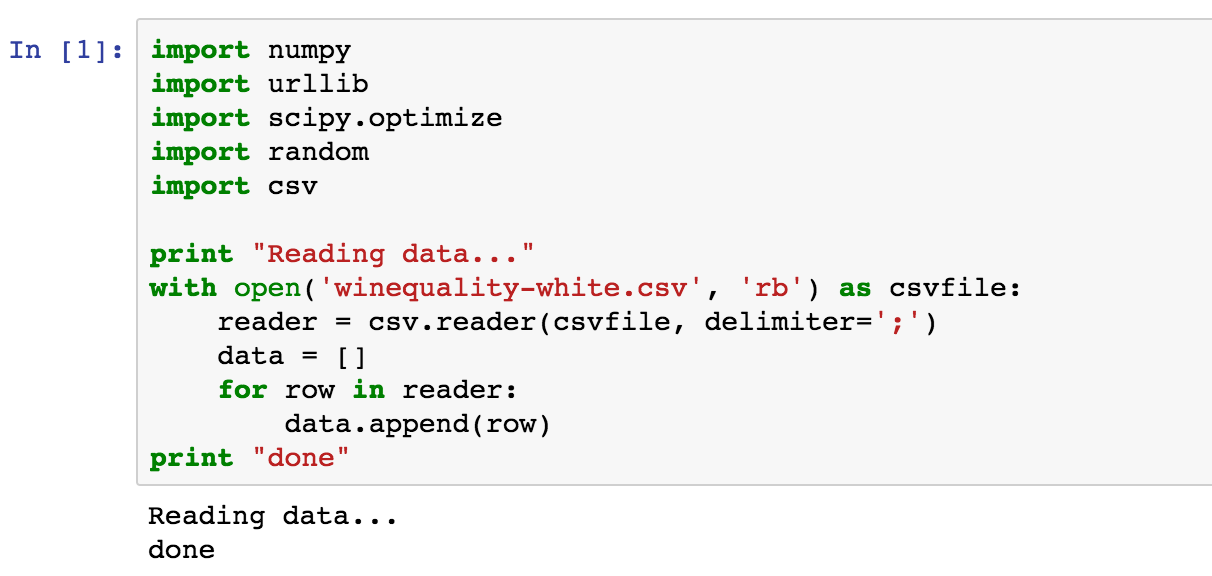 In [1]:
import numpy
import urllib
import scipy.optimize
import random
import csv

print "Reading data..."
with open('winequality-white.csv', 'rb') as csvfile:
    reader = csv.reader(csvfile, delimiter=';')
    data = []
    for row in reader:
        data.append(row)
print "done"
Reading data...
done